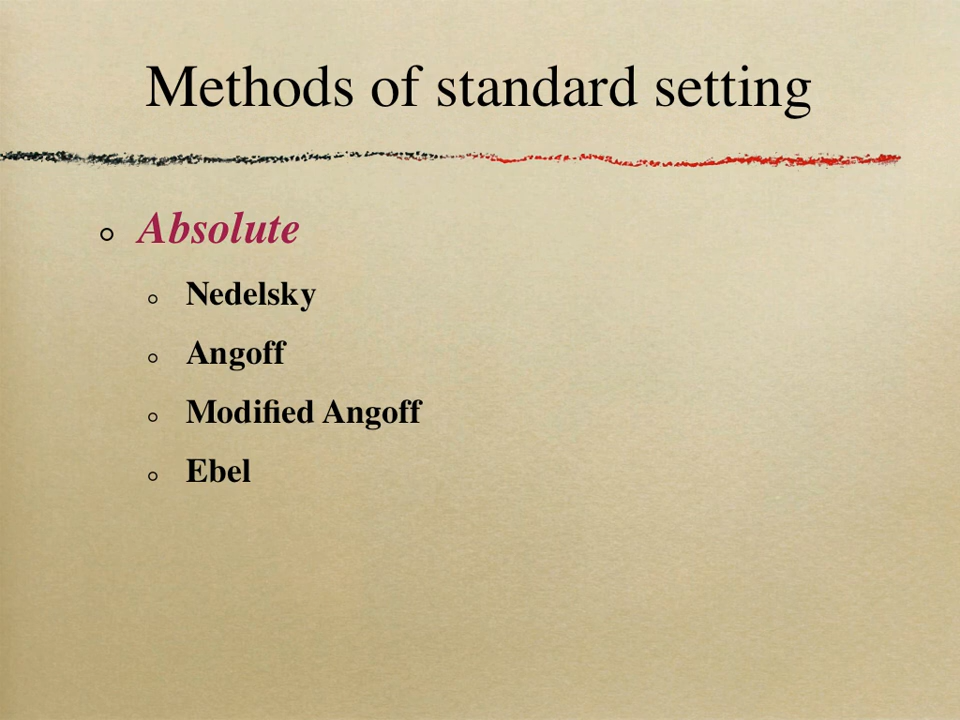 Methods of standard setting
Absolute
Nedelsky
Angoff
Modified Angoff
Ebel